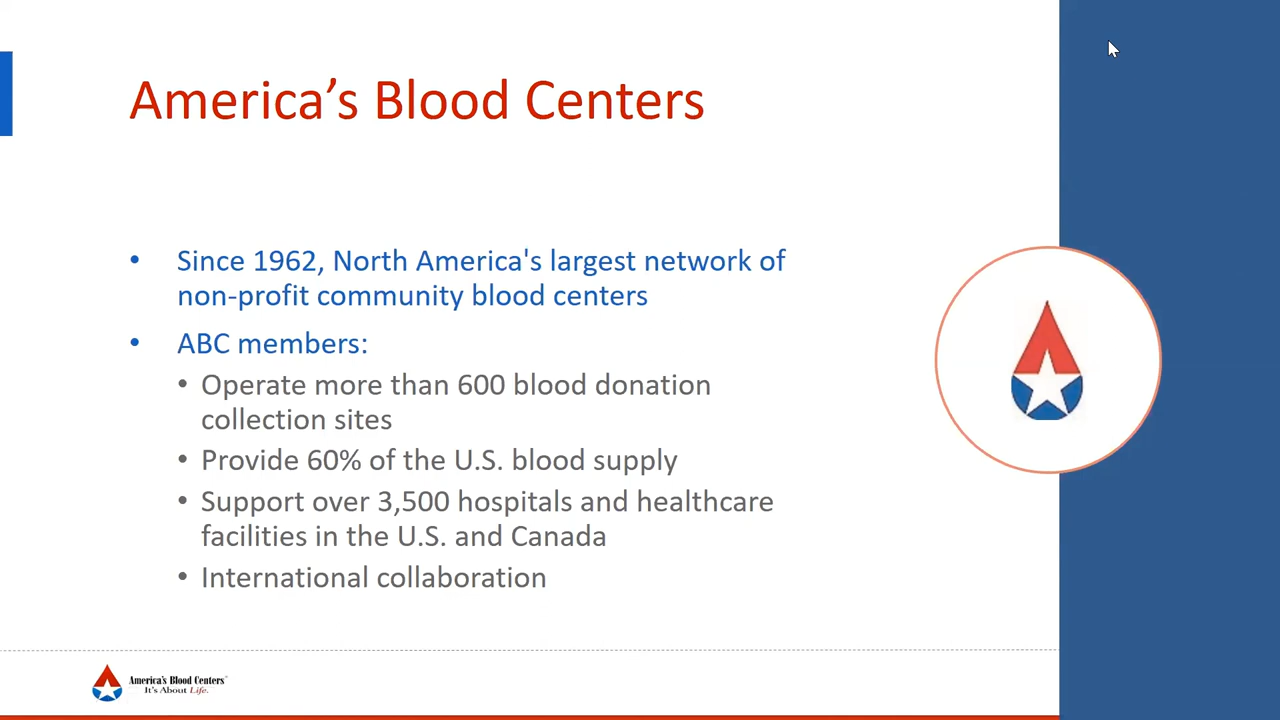 America’s Blood Centers
• Since 1962, North America's largest network of
non-profit community blood centers
• ABC members:
• Operate more than 600 blood donation
collection sites
• Provide 60% of the U.S. blood supply
• Support over 3,500 hospitals and healthcare
facilities in the U.S. and Canada
• International collaboration
America's Blood Centers®
It's About Life.